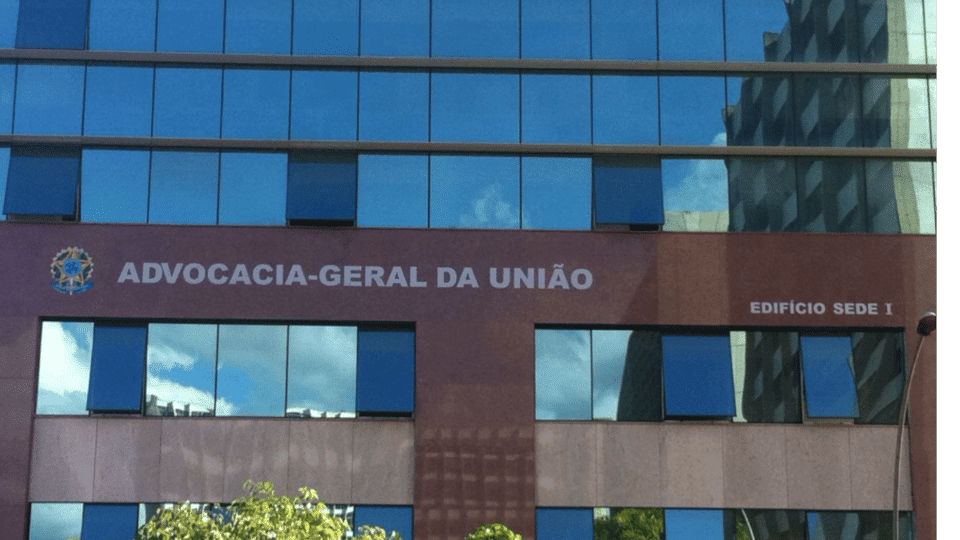 ADVOCACIA-GERAL DA UNIÃO
EDIFÍCIO SEDE I